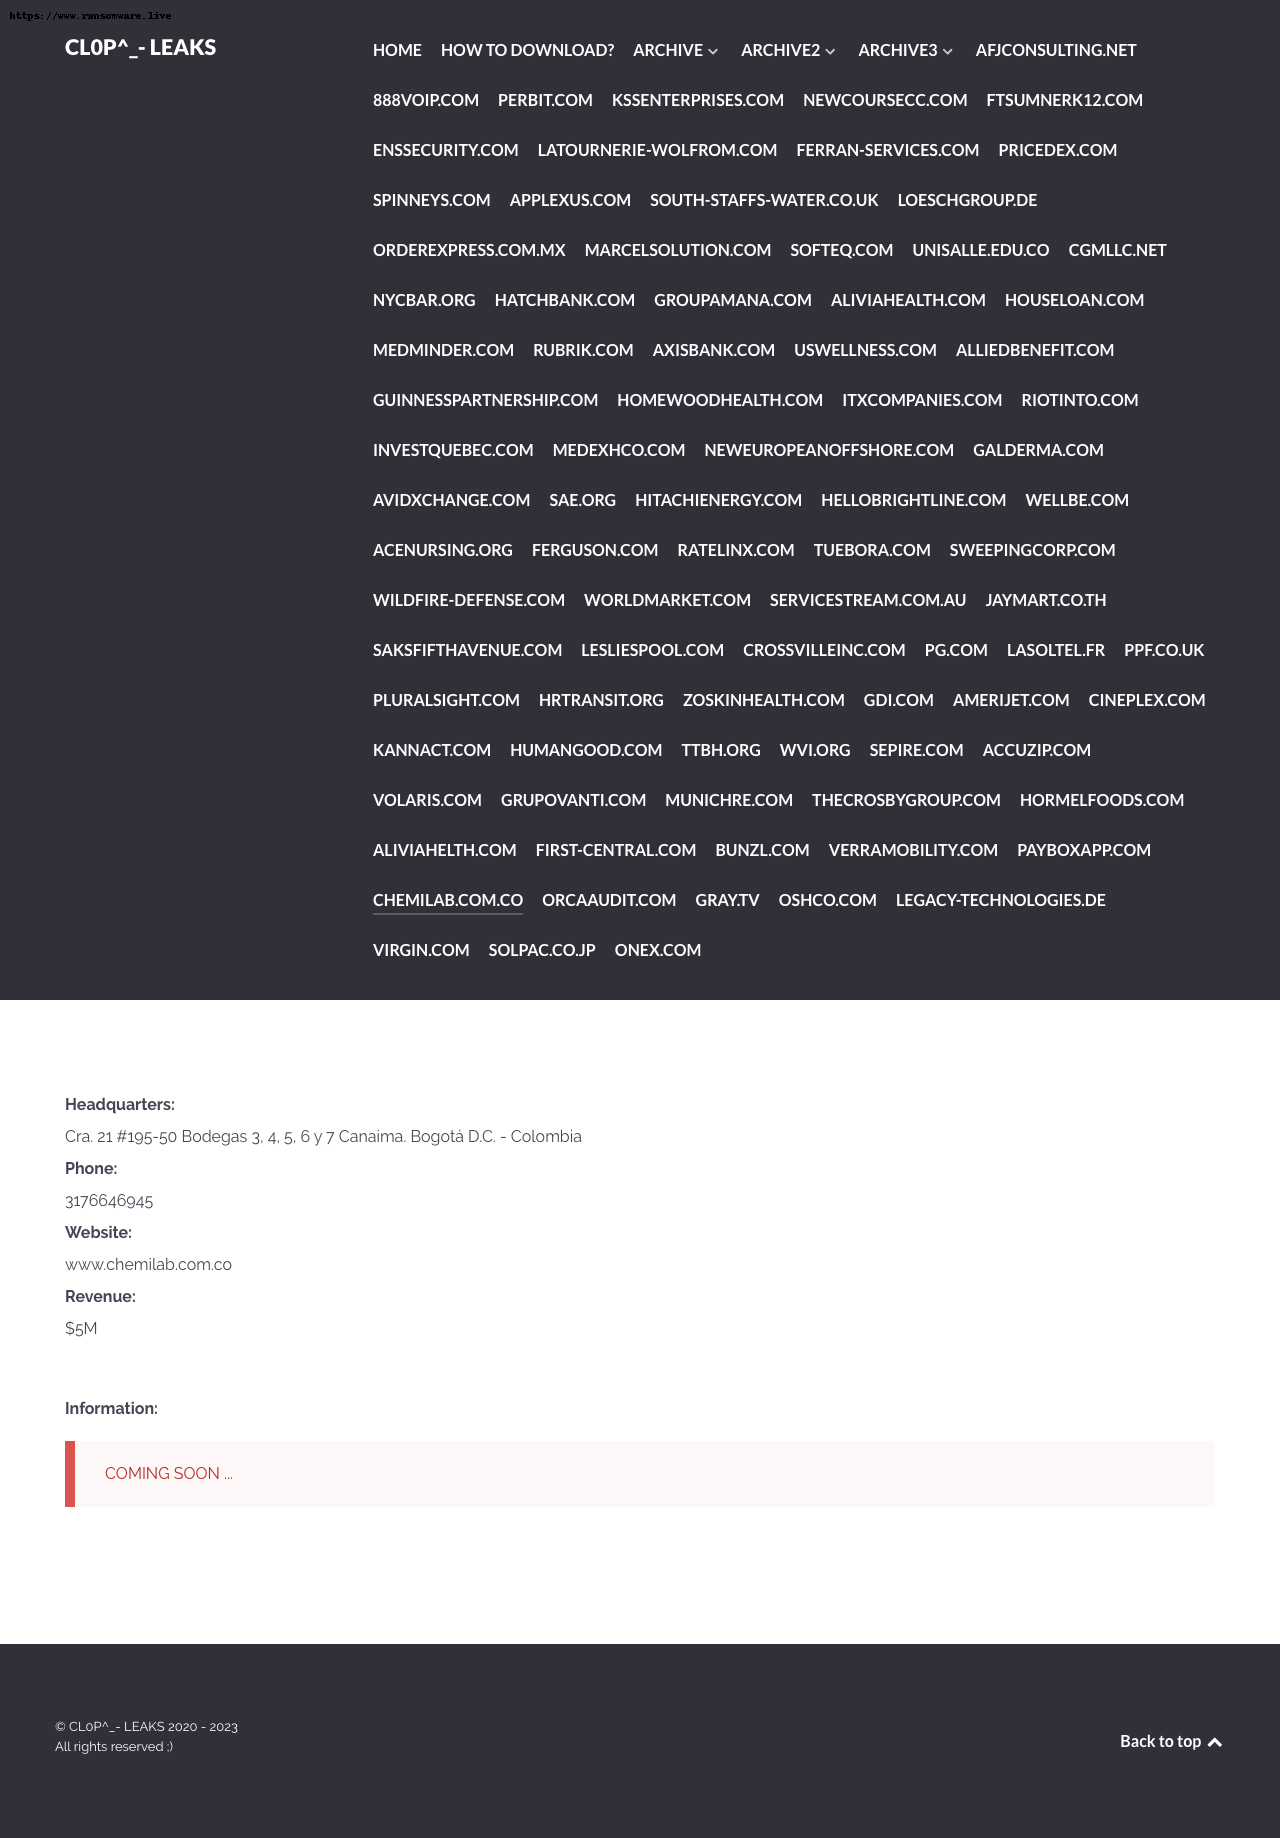 https://www.ransomware.live
CL0P^_- LEAKS
HOME HOW TO DOWNLOAD? ARCHIVE ARCHIVE2 ARCHIVE3 AFJCONSULTING.NET
888VOIP.COM PERBIT.COM KSSENTERPRISES.COM NEWCOURSECC.COM FTSUMNERK12.COM
ENSSECURITY.COM LATOURNERIE-WOLFROM.COM FERRAN-SERVICES.COM PRICEDEX.COM
SPINNEYS.COM APPLEXUS.COM SOUTH-STAFFS-WATER.CO.UK LOESCHGROUP.DE
ORDEREXPRESS.COM.MX MARCELSOLUTION.COM SOFTEQ.COM UNISALLE.EDU.CO CGMLLC.NET
NYCBAR.ORG HATCHBANK.COM GROUPAMANA.COM ALIVIAHEALTH.COM HOUSELOAN.COM
MEDMINDER.COM RUBRIK.COM AXISBANK.COM USWELLNESS.COM ALLIEDBENEFIT.COM
GUINNESSPARTNERSHIP.COM HOMEWOODHEALTH.COM ITXCOMPANIES.COM RIOTINTO.COM
INVESTQUEBEC.COM MEDEXHCO.COM NEWEUROPEANOFFSHORE.COM GALDERMA.COM
AVIDXCHANGE.COM SAE.ORG HITACHIENERGY.COM HELLOBRIGHTLINE.COM WELLBE.COM
ACENURSING.ORG FERGUSON.COM RATELINX.COM TUEBORA.COM SWEEPINGCORP.COM
WILDFIRE-DEFENSE.COM WORLDMARKET.COM SERVICESTREAM.COM.AU JAYMART.CO.TH
SAKSFIFTHAVENUE.COM LESLIESPOOL.COM CROSSVILLEINC.COM PG.COM LASOLTEL.FR PPF.CO.UK
PLURALSIGHT.COM HRTRANSIT.ORG ZOSKINHEALTH.COM GDI.COM AMERIJET.COM CINEPLEX.COM
KANNACT.COM HUMANGOOD.COM TTBH.ORG WVI.ORG SEPIRE.COM ACCUZIP.COM
VOLARIS.COM GRUPOVANTI.COM MUNICHRE.COM THECROSBYGROUP.COM HORMELFOODS.COM
ALIVIAHELTH.COM FIRST-CENTRAL.COM BUNZL.COM VERRAMOBILITY.COM PAYBOXAPP.COM
CHEMILAB.COM.CO ORCAAUDIT.COM GRAY.TV OSHCO.COM LEGACY-TECHNOLOGIES.DE
VIRGIN.COM SOLPAC.CO.JP ONEX.COM
Headquarters:
Cra. 21 #195-50 Bodegas 3, 4, 5, 6 y 7 Canaima. Bogotá D.C. - Colombia
Phone:
3176646945
Website:
www.chemilab.com.co
Revenue:
$5M
Information:
COMING SOON ...
© CL0P^_- LEAKS 2020 - 2023
All rights reserved ;)
Back to top